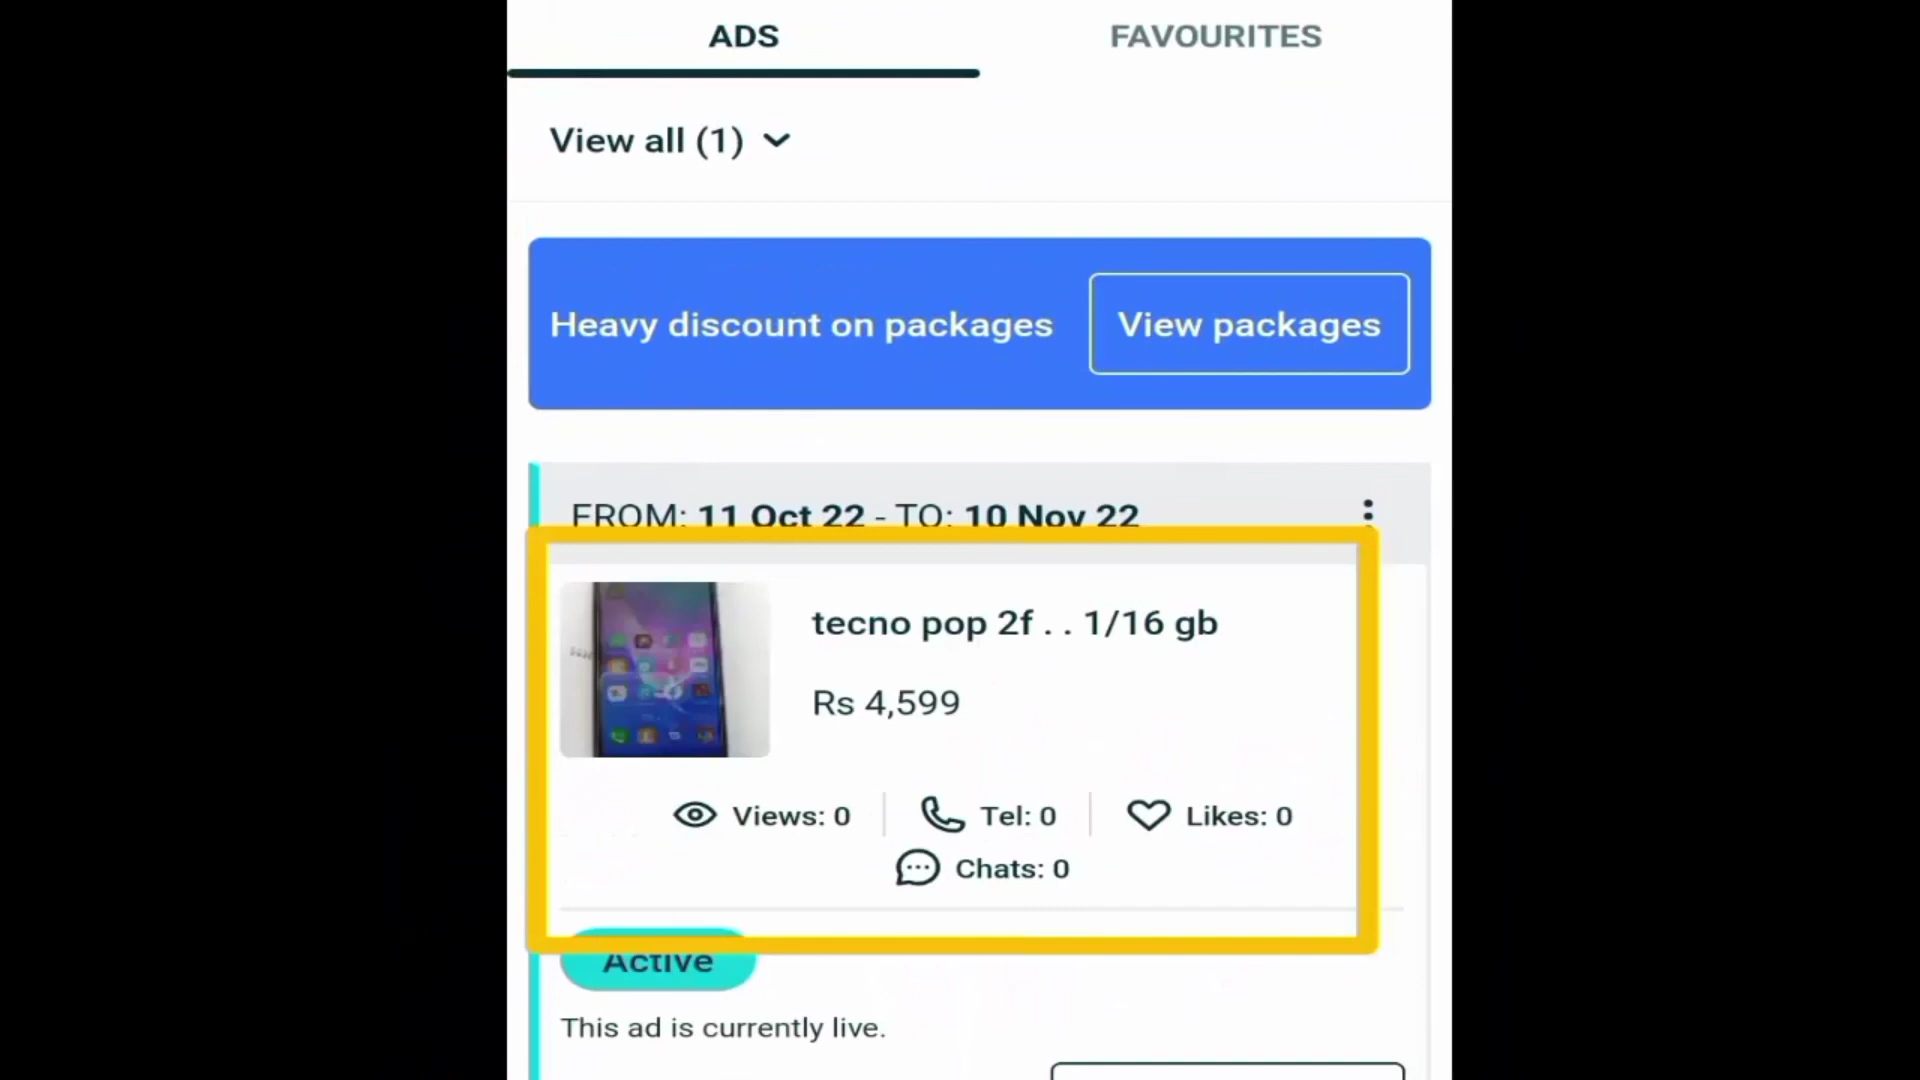 ADS FAVOURITES
View all (1)
Heavy discount on packages View packages
FROM: 11 Oct 22 - TO: 10 Nov 22
tecno pop 2f . . 1/16 gb
Rs 4,599
Views: 0 Tel: 0 Likes: 0
Chats: 0
Active
This ad is currently live.